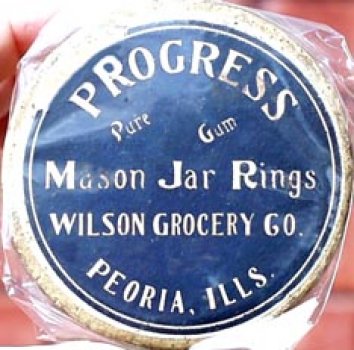 PROGRESS
Pure Gum
Mason Jar Rings
WILSON GROCERY CO.
PEORIA, ILLS.